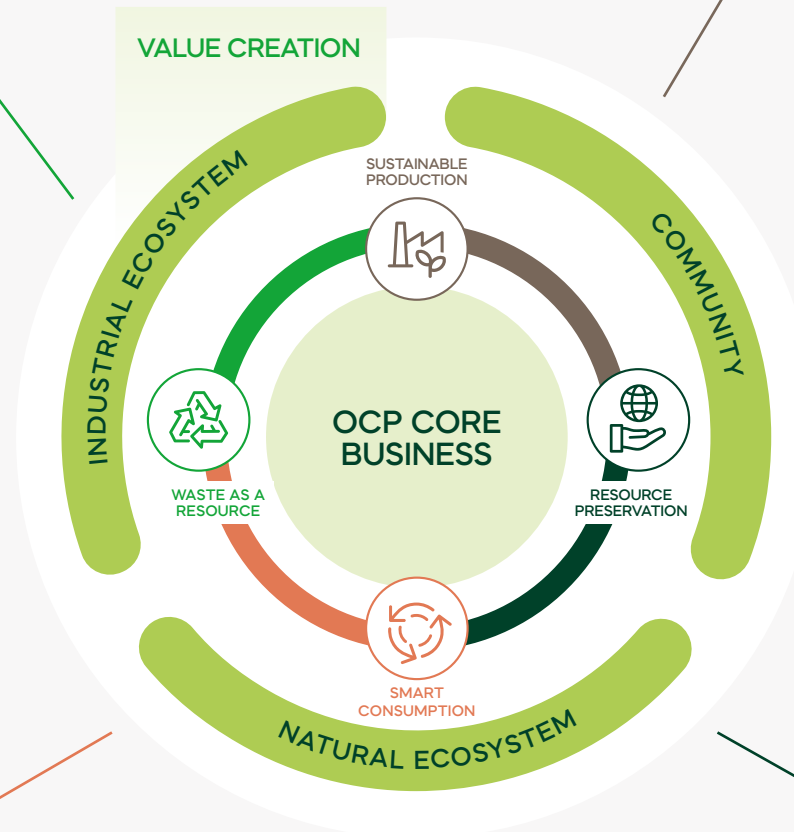 VALUE CREATION
INDUSTRIAL ECOSYSTEM
COMMUNITY
SUSTAINABLE
PRODUCTION
OCP CORE
BUSINESS
WASTE AS A
RESOURCE
RESOURCE
PRESERVATION
SMART
CONSUMPTION
NATURAL ECOSYSTEM